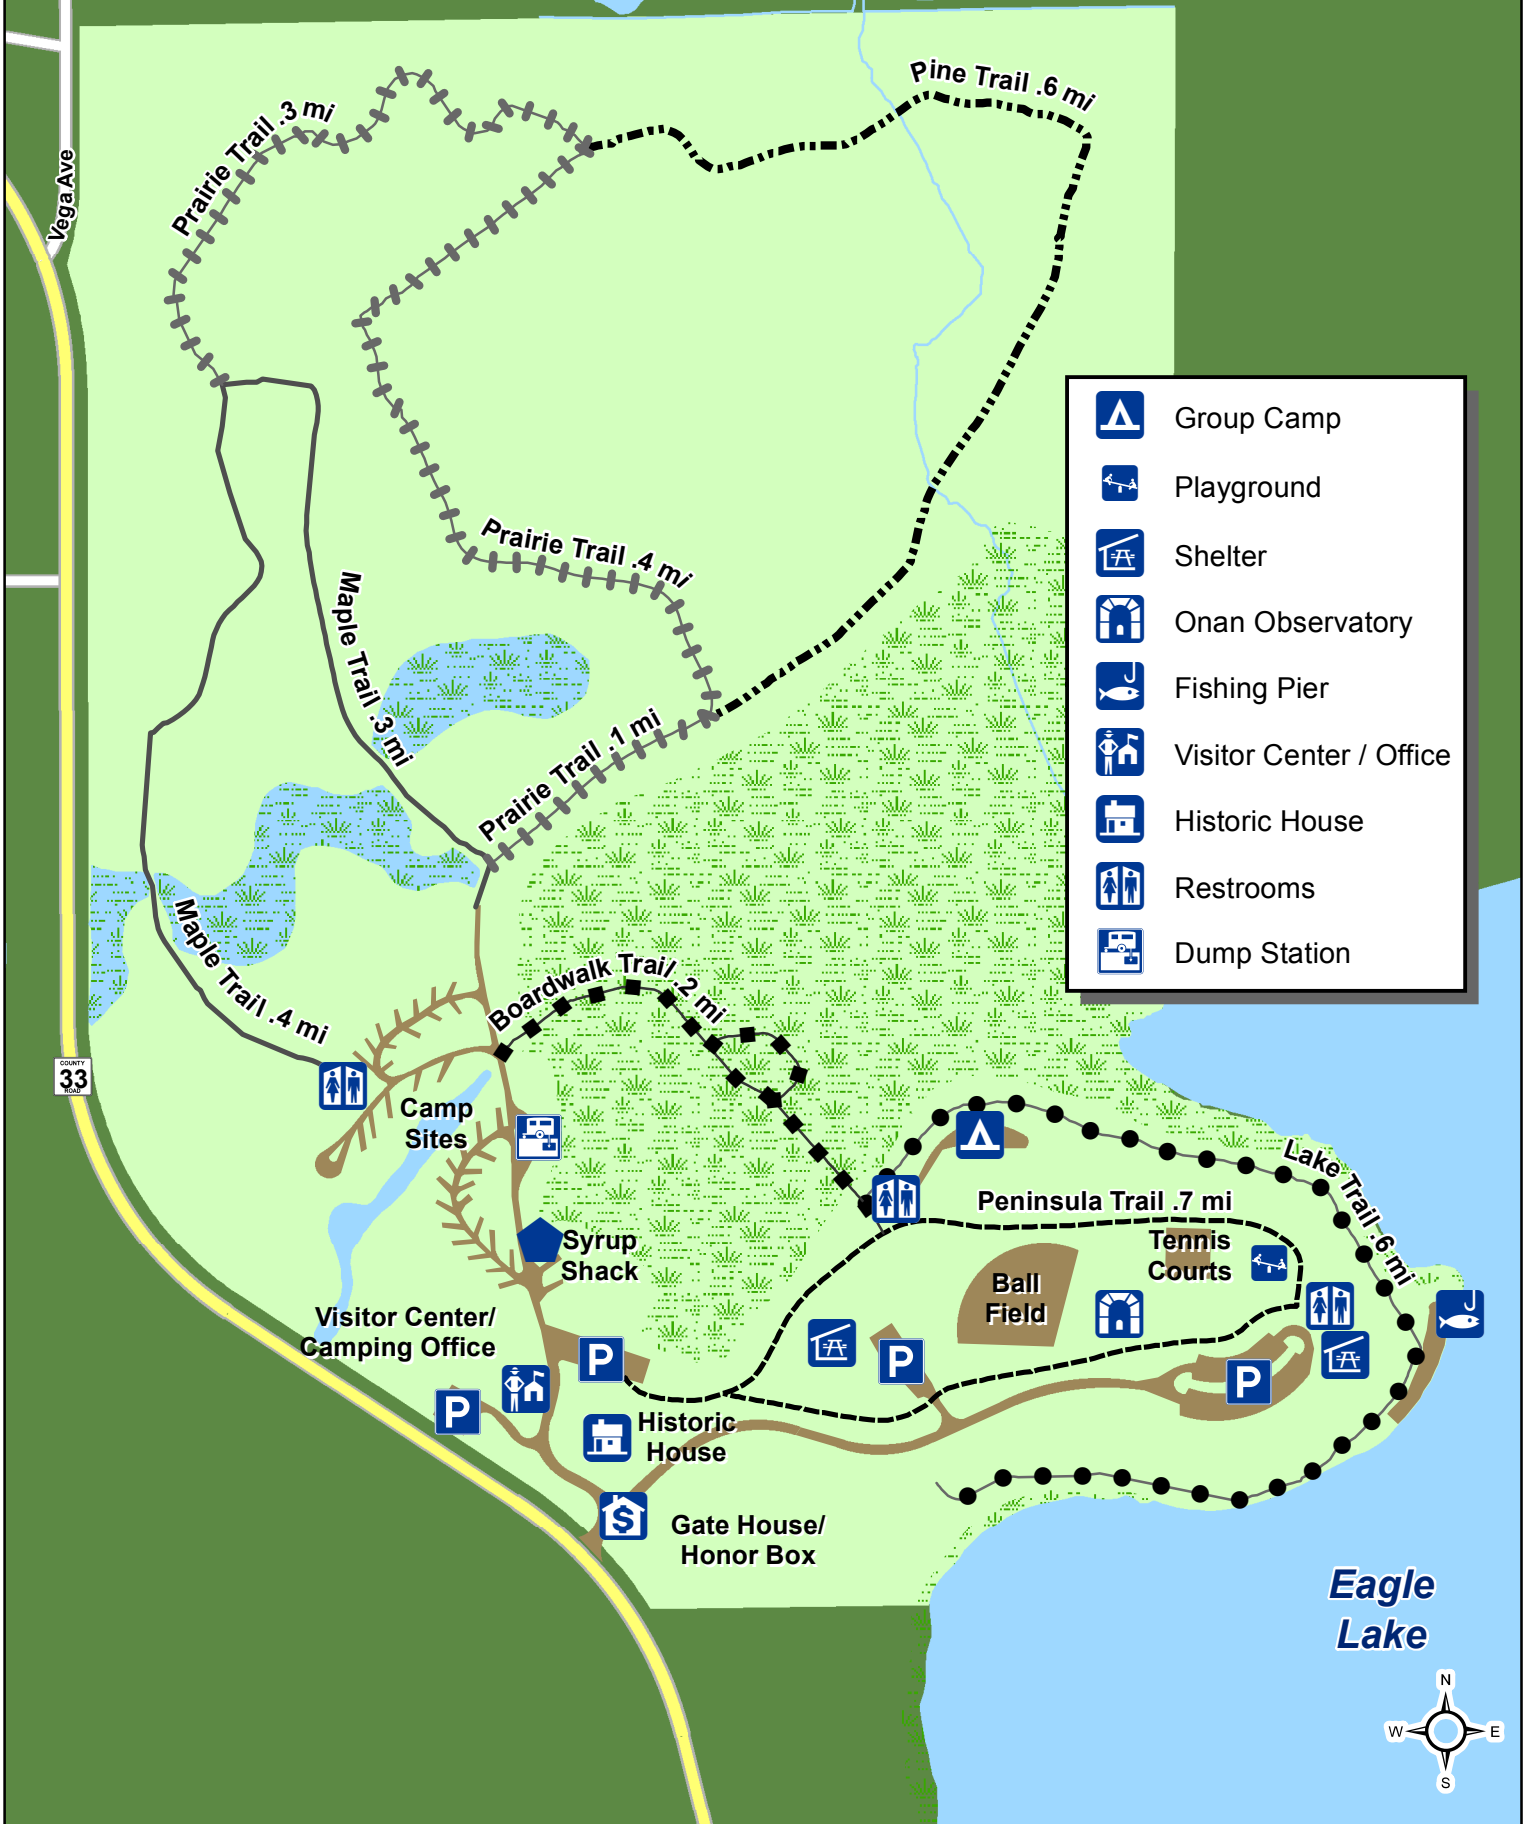 Pine Trail .6 mi
Prairie Trail .3 mi
Vega Ave
Group Camp
Playground
Shelter
Onan Observatory
Fishing Pier
Visitor Center / Office
Historic House
Restrooms
Dump Station
Prairie Trail .4 mi
Maple Trail .3 mi
Prairie Trail .1 mi
Maple Trail .4 mi
Boardwalk Trail .2 mi
COUNTY
33
ROAD
Camp
Sites
Lake Trail .6 mi
Peninsula Trail .7 mi
Syrup
Shack
Tennis
Courts
Ball
Field
Visitor Center/
Camping Office
P
P
P
P
Historic
House
$
Gate House/
Honor Box
Eagle
Lake
N
W
E
S